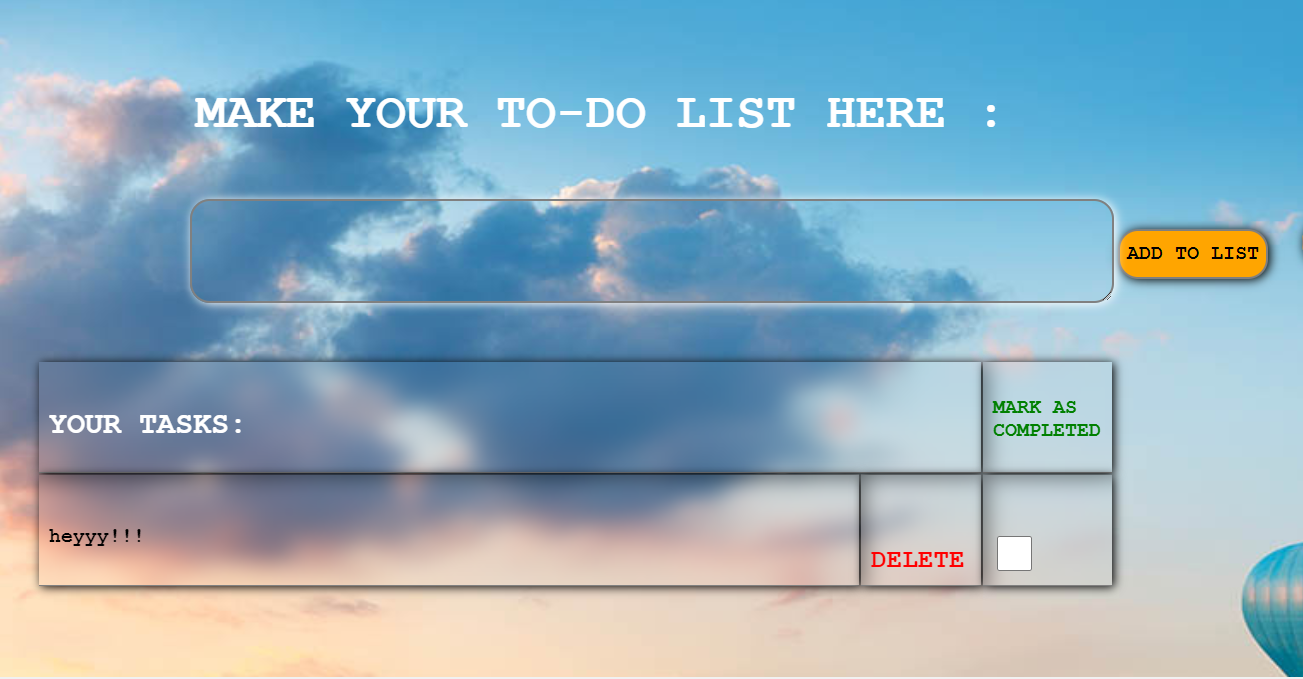 MAKE YOUR TO-DO LIST HERE :
ADD TO LIST
YOUR TASKS:
MARK AS
COMPLETED
heyyy!!!
DELETE